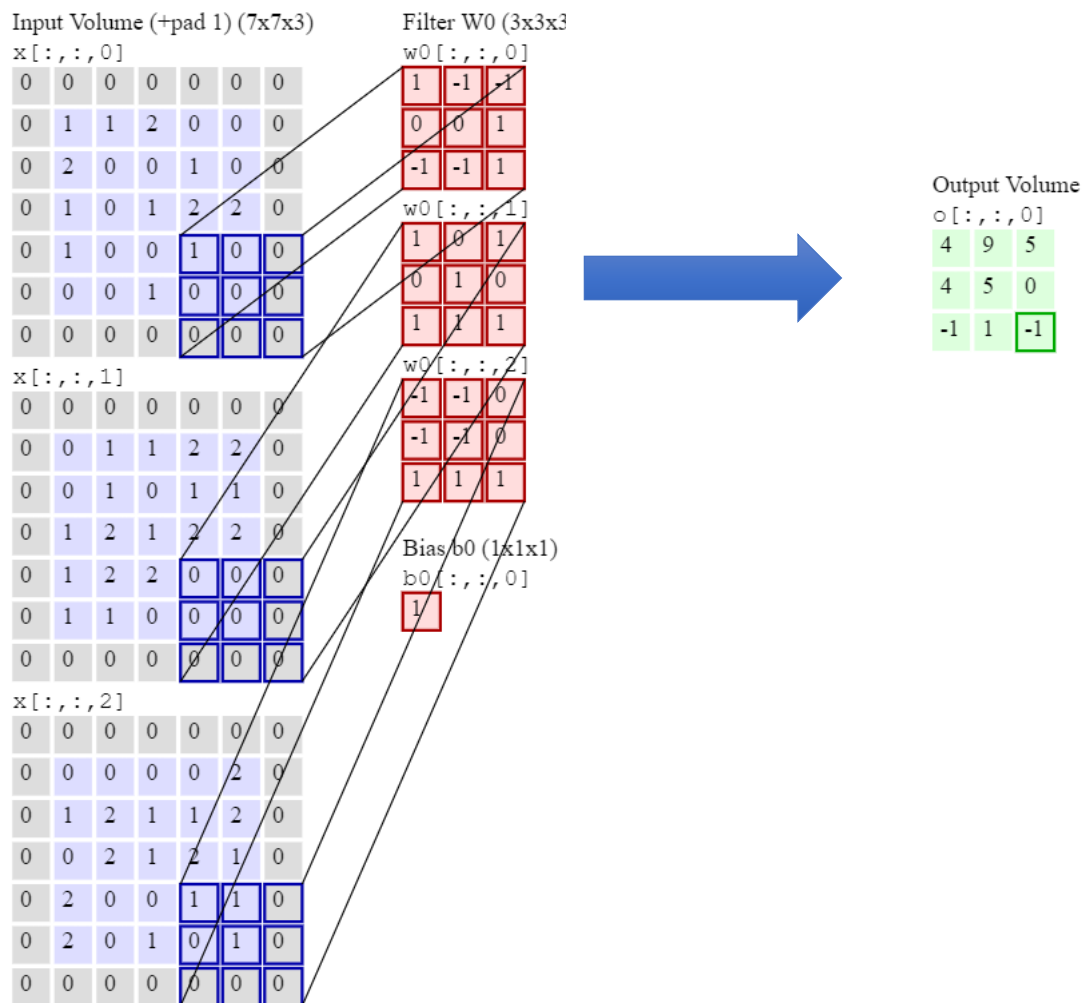 Input Volume (+pad 1) (7x7x3)
x[:,:,0]
0 0 0 0 0 0 0
0 1 1 2 0 0 0
0 2 0 0 1 0 0
0 1 0 1 2 2 0
0 1 0 0 1 0 0
0 0 0 1 0 0 0
0 0 0 0 0 0 0
x[:,:,1]
0 0 0 0 0 0 0
0 0 1 1 2 2 0
0 0 1 0 1 1 0
0 1 2 1 2 2 0
0 1 2 2 0 0 0
0 1 1 0 0 0 0
0 0 0 0 0 0 0
x[:,:,2]
0 0 0 0 0 0 0
0 0 0 0 0 2 0
0 1 2 1 1 2 0
0 0 2 1 2 1 0
0 2 0 0 1 1 0
0 2 0 1 0 1 0
0 0 0 0 0 0 0
Filter W0 (3x3x3
w0[:,:,0]
1 -1 -1
0 0 1
-1 -1 1
w0[:,:,1]
1 0 1
0 1 0
1 1 1
w0[:,:,2]
-1 -1 0
-1 -1 0
1 1 1
Bias b0 (1x1x1)
b0[:,:,0]
1
Output Volume
o[:,:,0]
4 9 5
4 5 0
-1 1 -1